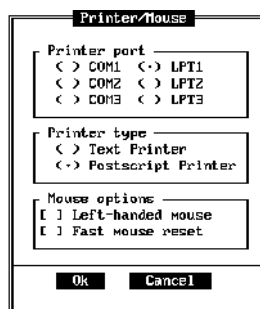 Printer/Mouse
Printer port
( ) COM1 (·) LPT1
( ) COM2 ( ) LPT2
( ) COM3 ( ) LPT3
Printer type
( ) Text Printer
(·) Postscript Printer
Mouse options
[ ] Left-handed mouse
[ ] Fast mouse reset
Ok Cancel